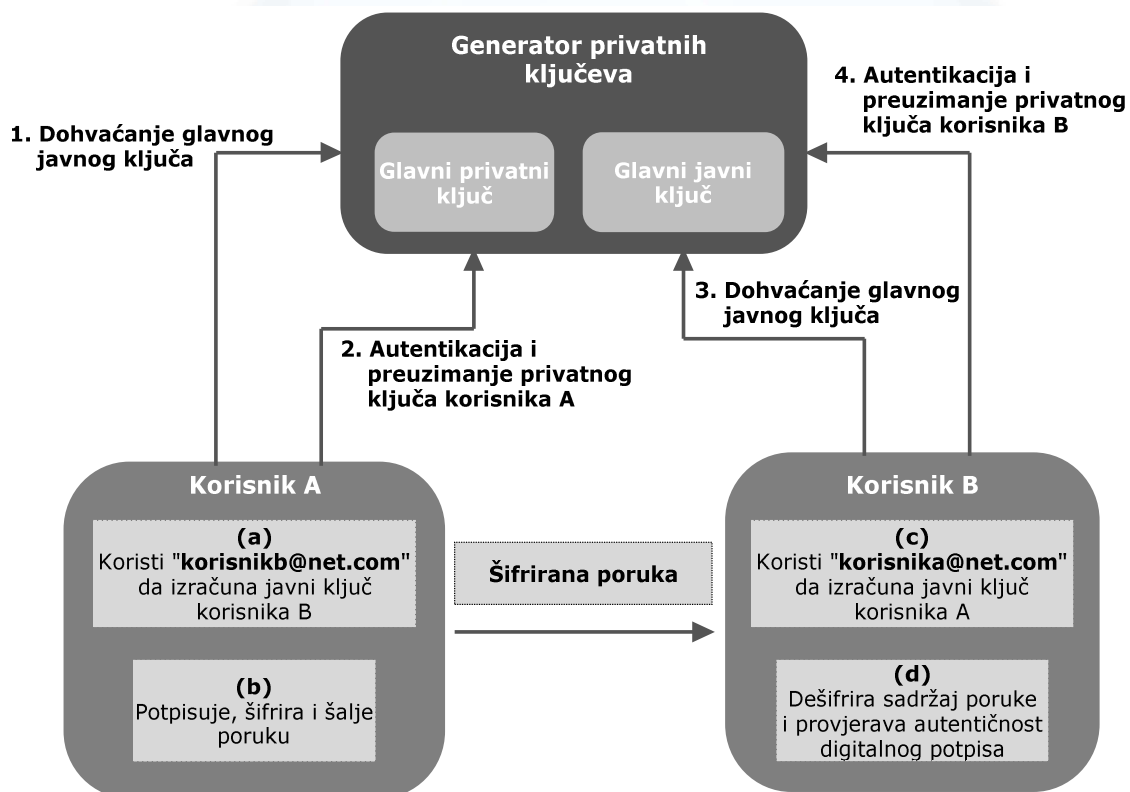 Generator privatnih
ključeva
Glavni privatni
ključ
Glavni javni
ključ
1. Dohvaćanje glavnog
javnog ključa
4. Autentikacija i
preuzimanje privatnog
ključa korisnika B
2. Autentikacija i
preuzimanje privatnog
ključa korisnika A
3. Dohvaćanje glavnog
javnog ključa
Korisnik A
(a)
Koristi "korisnikb@net.com"
da izračuna javni ključ
korisnika B
(b)
Potpisuje, šifrira i šalje
poruku
Šifrirana poruka
Korisnik B
(c)
Koristi "korisnika@net.com"
da izračuna javni ključ
korisnika A
(d)
Dešifrira sadržaj poruke
i provjerava autentičnost
digitalnog potpisa